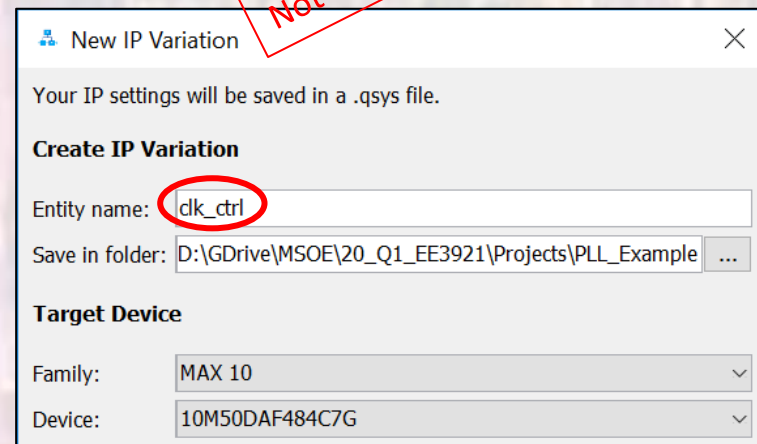 Not
New IP Variation
Your IP settings will be saved in a .qsys file.
Create IP Variation
Entity name: clk_ctrl
Save in folder: D:\GDrive\MSOE\20_Q1_EE3921\Projects\PLL_Example ...
Target Device
Family: MAX 10
Device: 10M50DAF484C7G